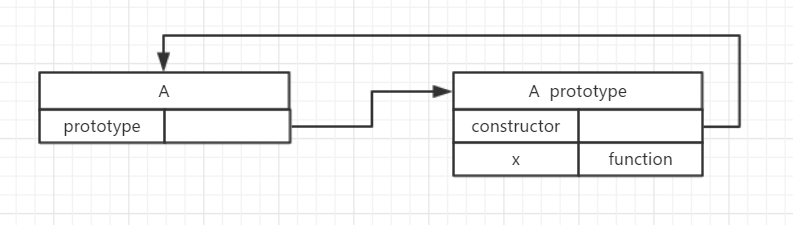 A
prototype
A prototype
constructor
x function